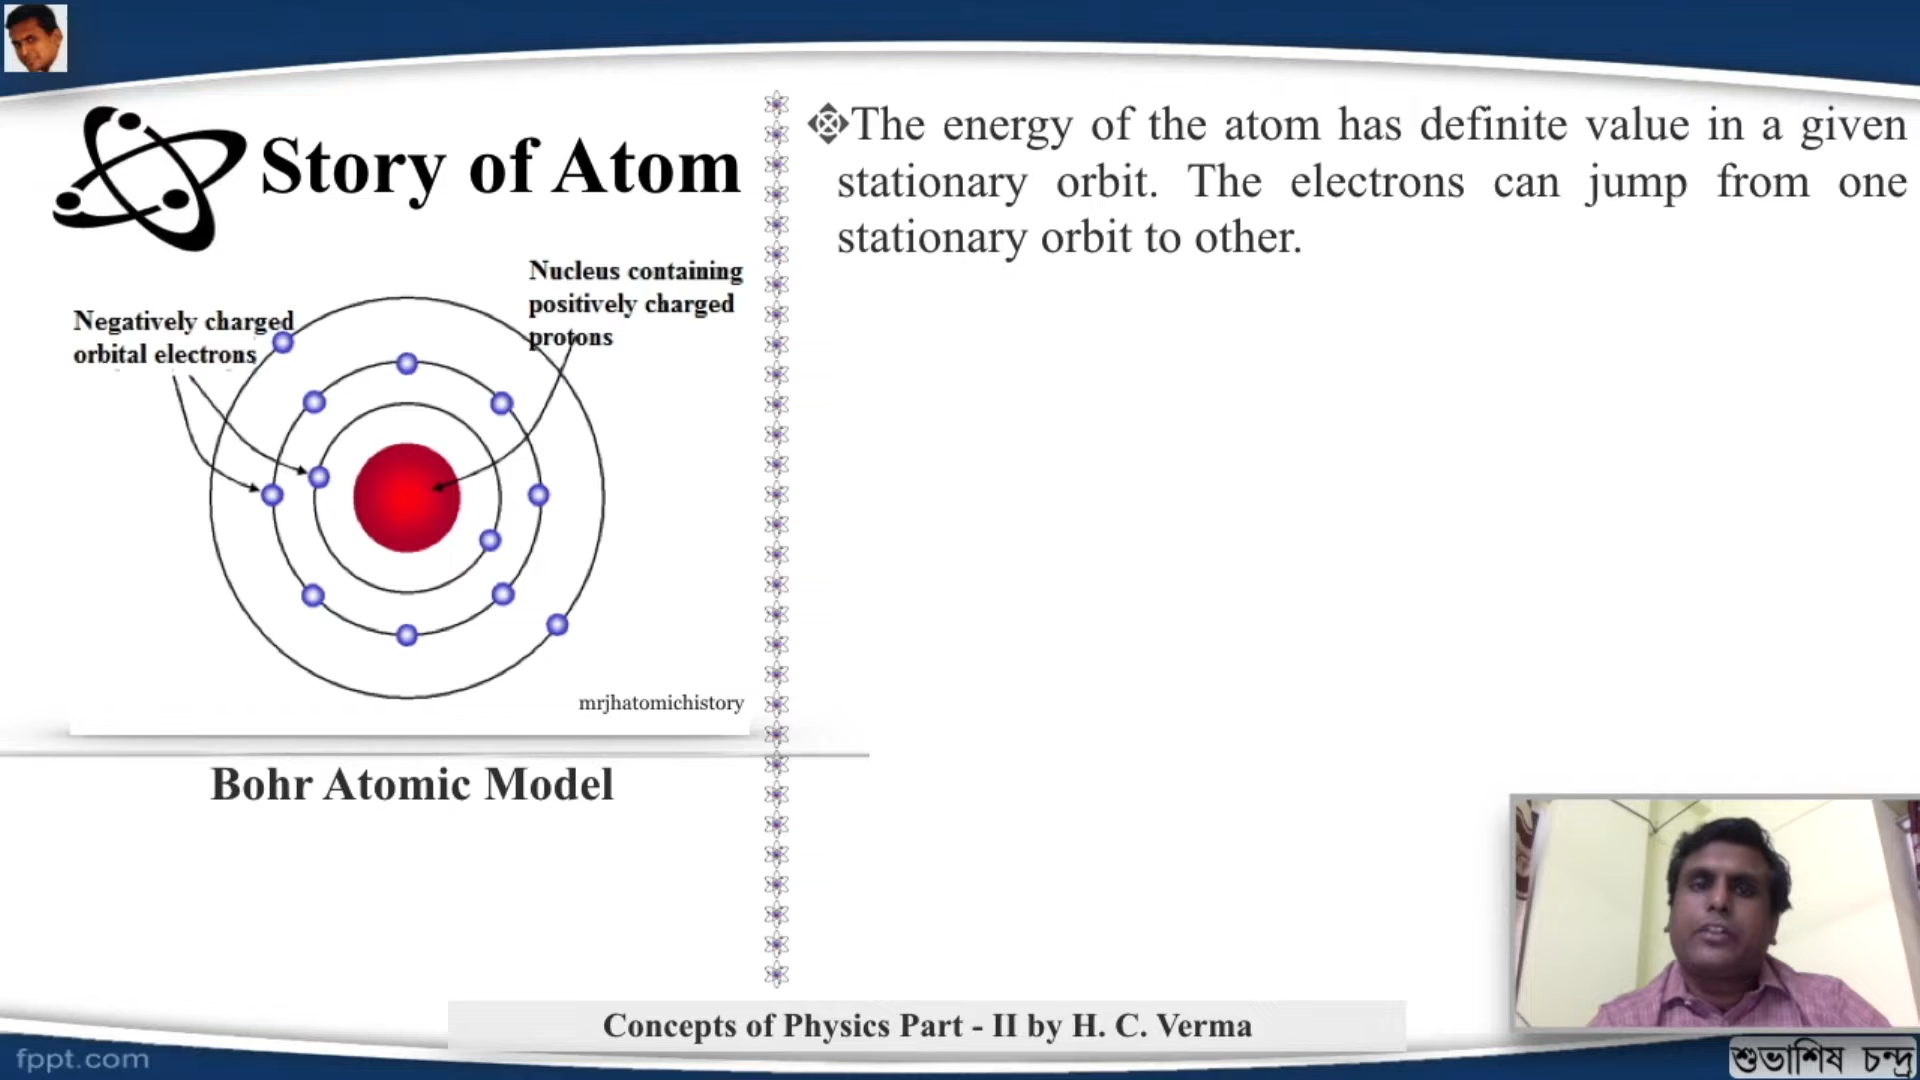 Story of Atom
Nucleus containing
positively charged
protons
Negatively charged
orbital electrons
mrjhatomichistory
Bohr Atomic Model
The energy of the atom has definite value in a given
stationary orbit. The electrons can jump from one
stationary orbit to other.
Concepts of Physics Part - II by H. C. Verma
fppt.com
শুভাশিষ চন্দ্র